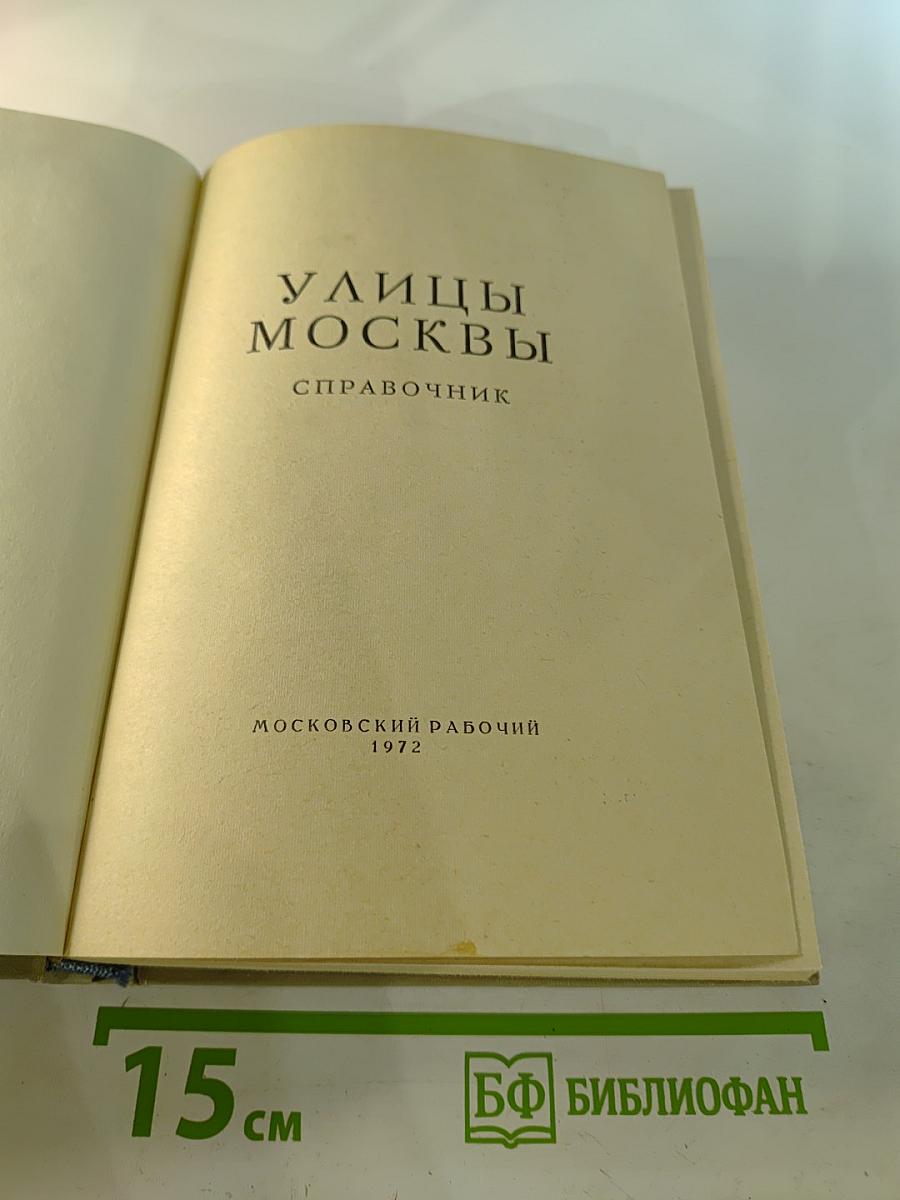 УЛИЦЫ
МОСКВЫ
СПРАВОЧНИК
МОСКОВСКИЙ РАБОЧИЙ
1972
15 см
БФ БИБЛИОФАН